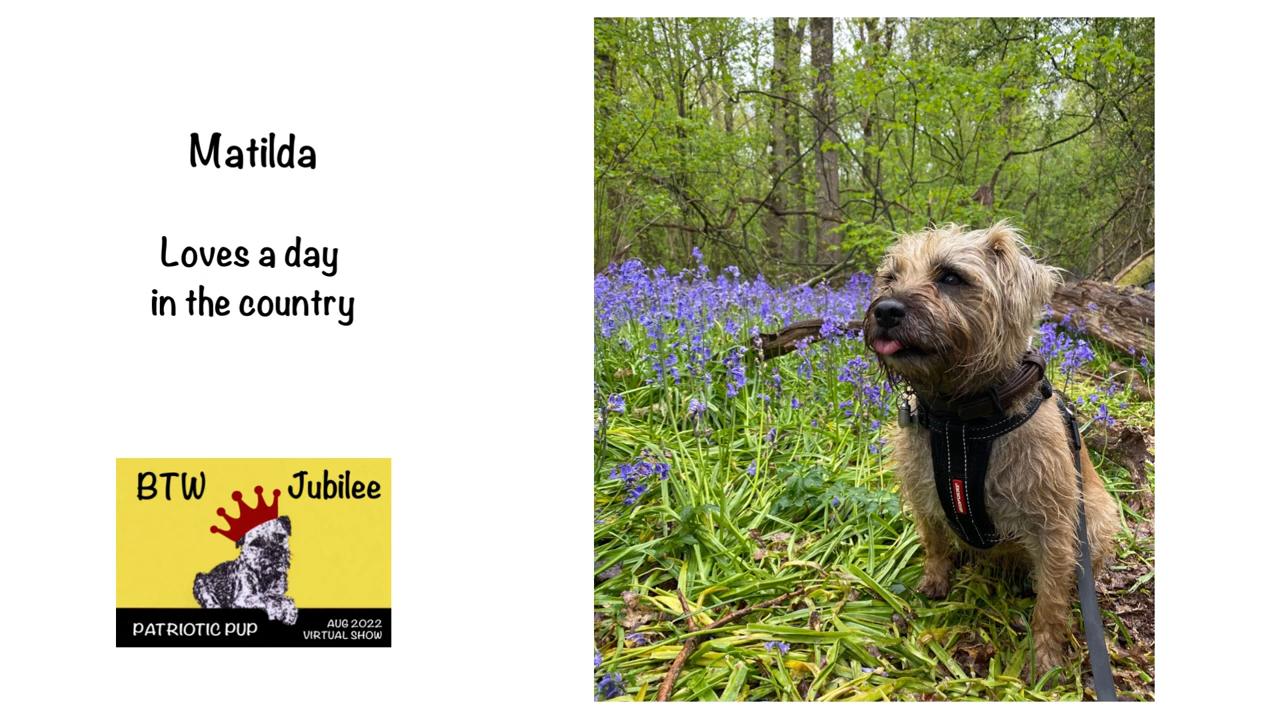 Matilda
Loves a day
in the country
BTW Jubilee
PATRIOTIC PUP
AUG 2022
VIRTUAL SHOW